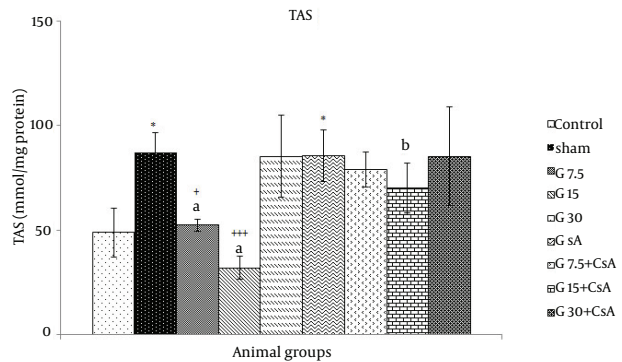 TAS
150
100
50
0
TAS (mmol/mg protein)
*
+
a
+++
a
*
b
Animal groups
Control
sham
G 7.5
G 15
G 30
G sA
G 7.5+CsA
G 15+CsA
G 30+CsA